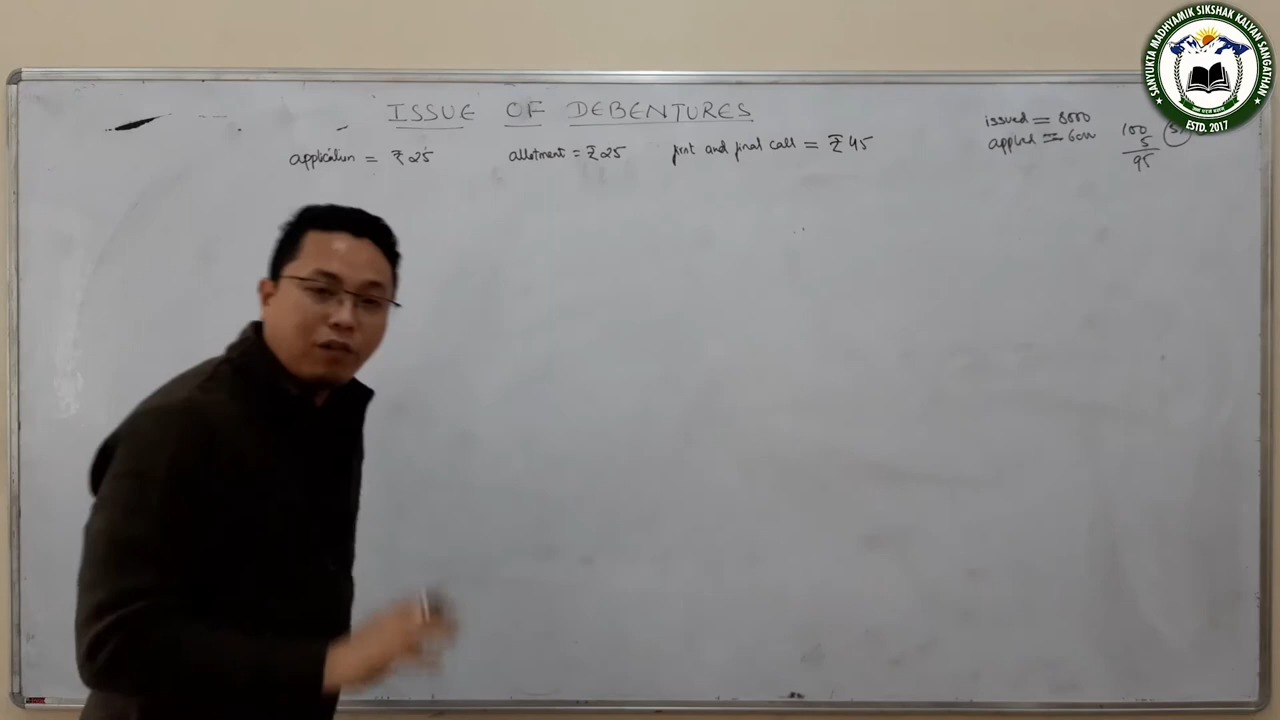 ISSUE OF DEBENTURES
application = ₹25 allotment = ₹25 first and final call = ₹45
issued = 8000
applied = 6000
100
5
95
SANYUKTA MADHYAMIK SIKSHAK KALYAN SANGATHAN
ESTD. 2017